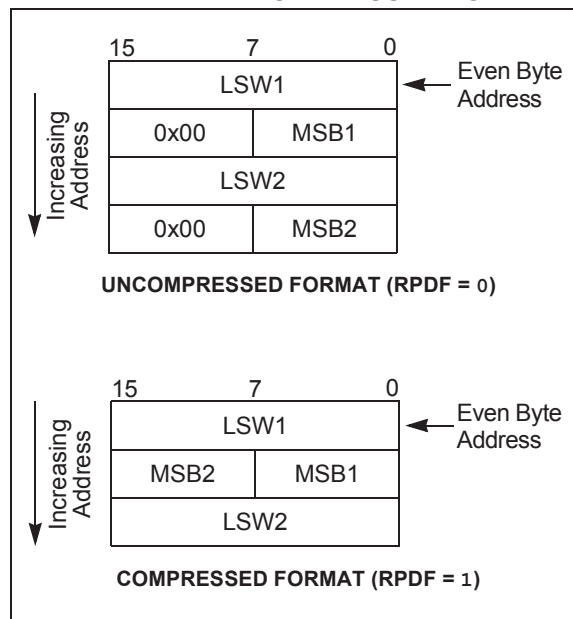 15 7 0
LSW1
Even Byte
Address
0x00 MSB1
LSW2
0x00 MSB2
Increasing
Address
UNCOMPRESSED FORMAT (RPDF = 0)
15 7 0
LSW1
Even Byte
Address
MSB2 MSB1
LSW2
Increasing
Address
COMPRESSED FORMAT (RPDF = 1)